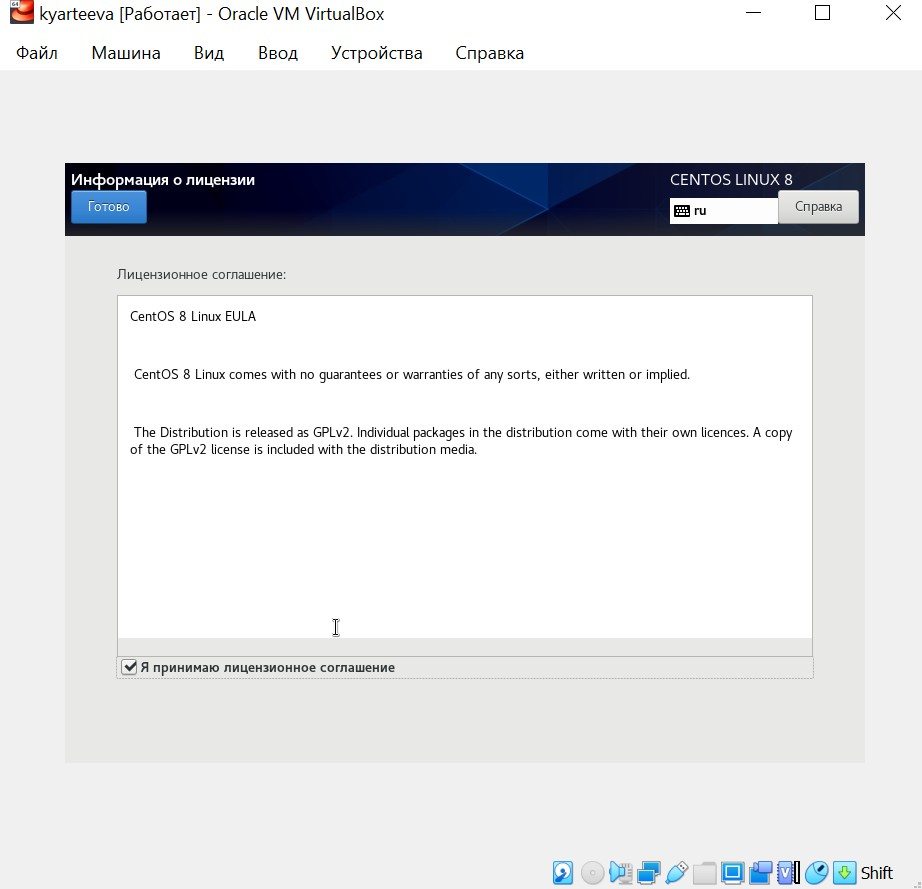 kyarteeva [Работает] - Oracle VM VirtualBox
Файл Машина Вид Ввод Устройства Справка
Информация о лицензии
CENTOS LINUX 8
Готово
ru
Справка
Лицензионное соглашение:
CentOS 8 Linux EULA
CentOS 8 Linux comes with no guarantees or warranties of any sorts, either written or implied.
The Distribution is released as GPLv2. Individual packages in the distribution come with their own licences. A copy
of the GPLv2 license is included with the distribution media.
Я принимаю лицензионное соглашение
Shift